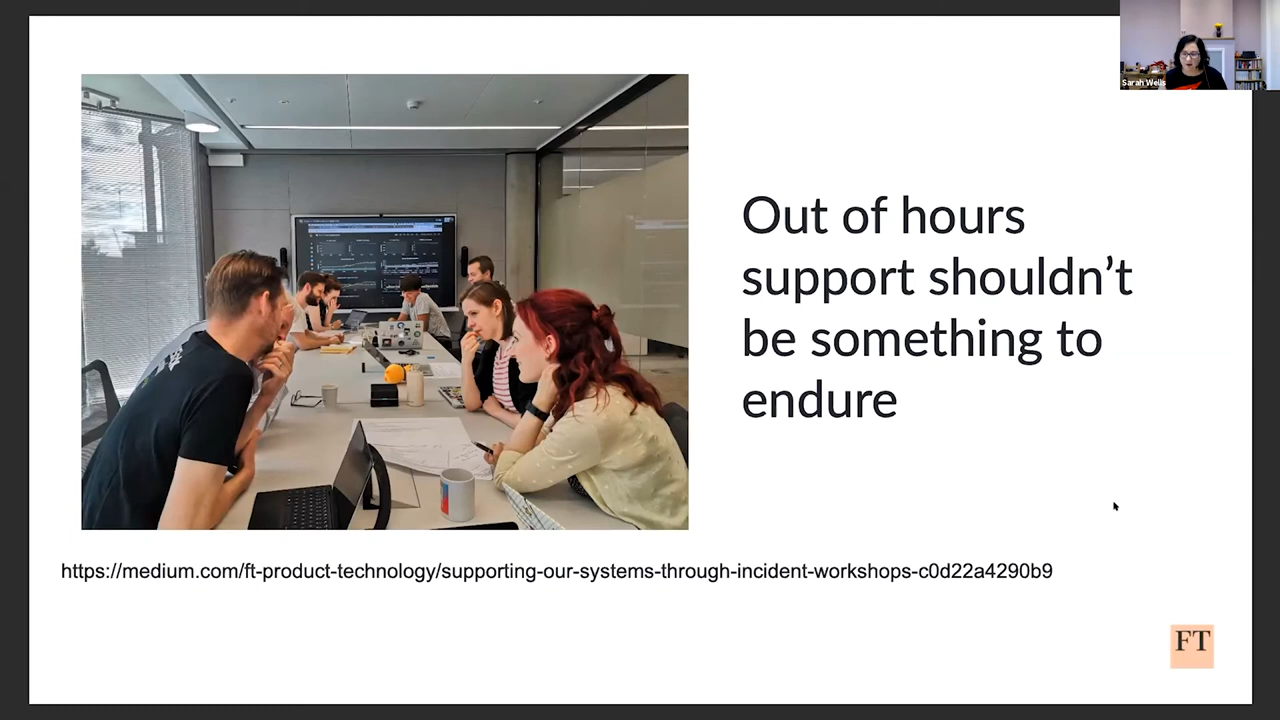 Sarah Wells
Out of hours
support shouldn’t
be something to
endure
https://medium.com/ft-product-technology/supporting-our-systems-through-incident-workshops-c0d22a4290b9
FT